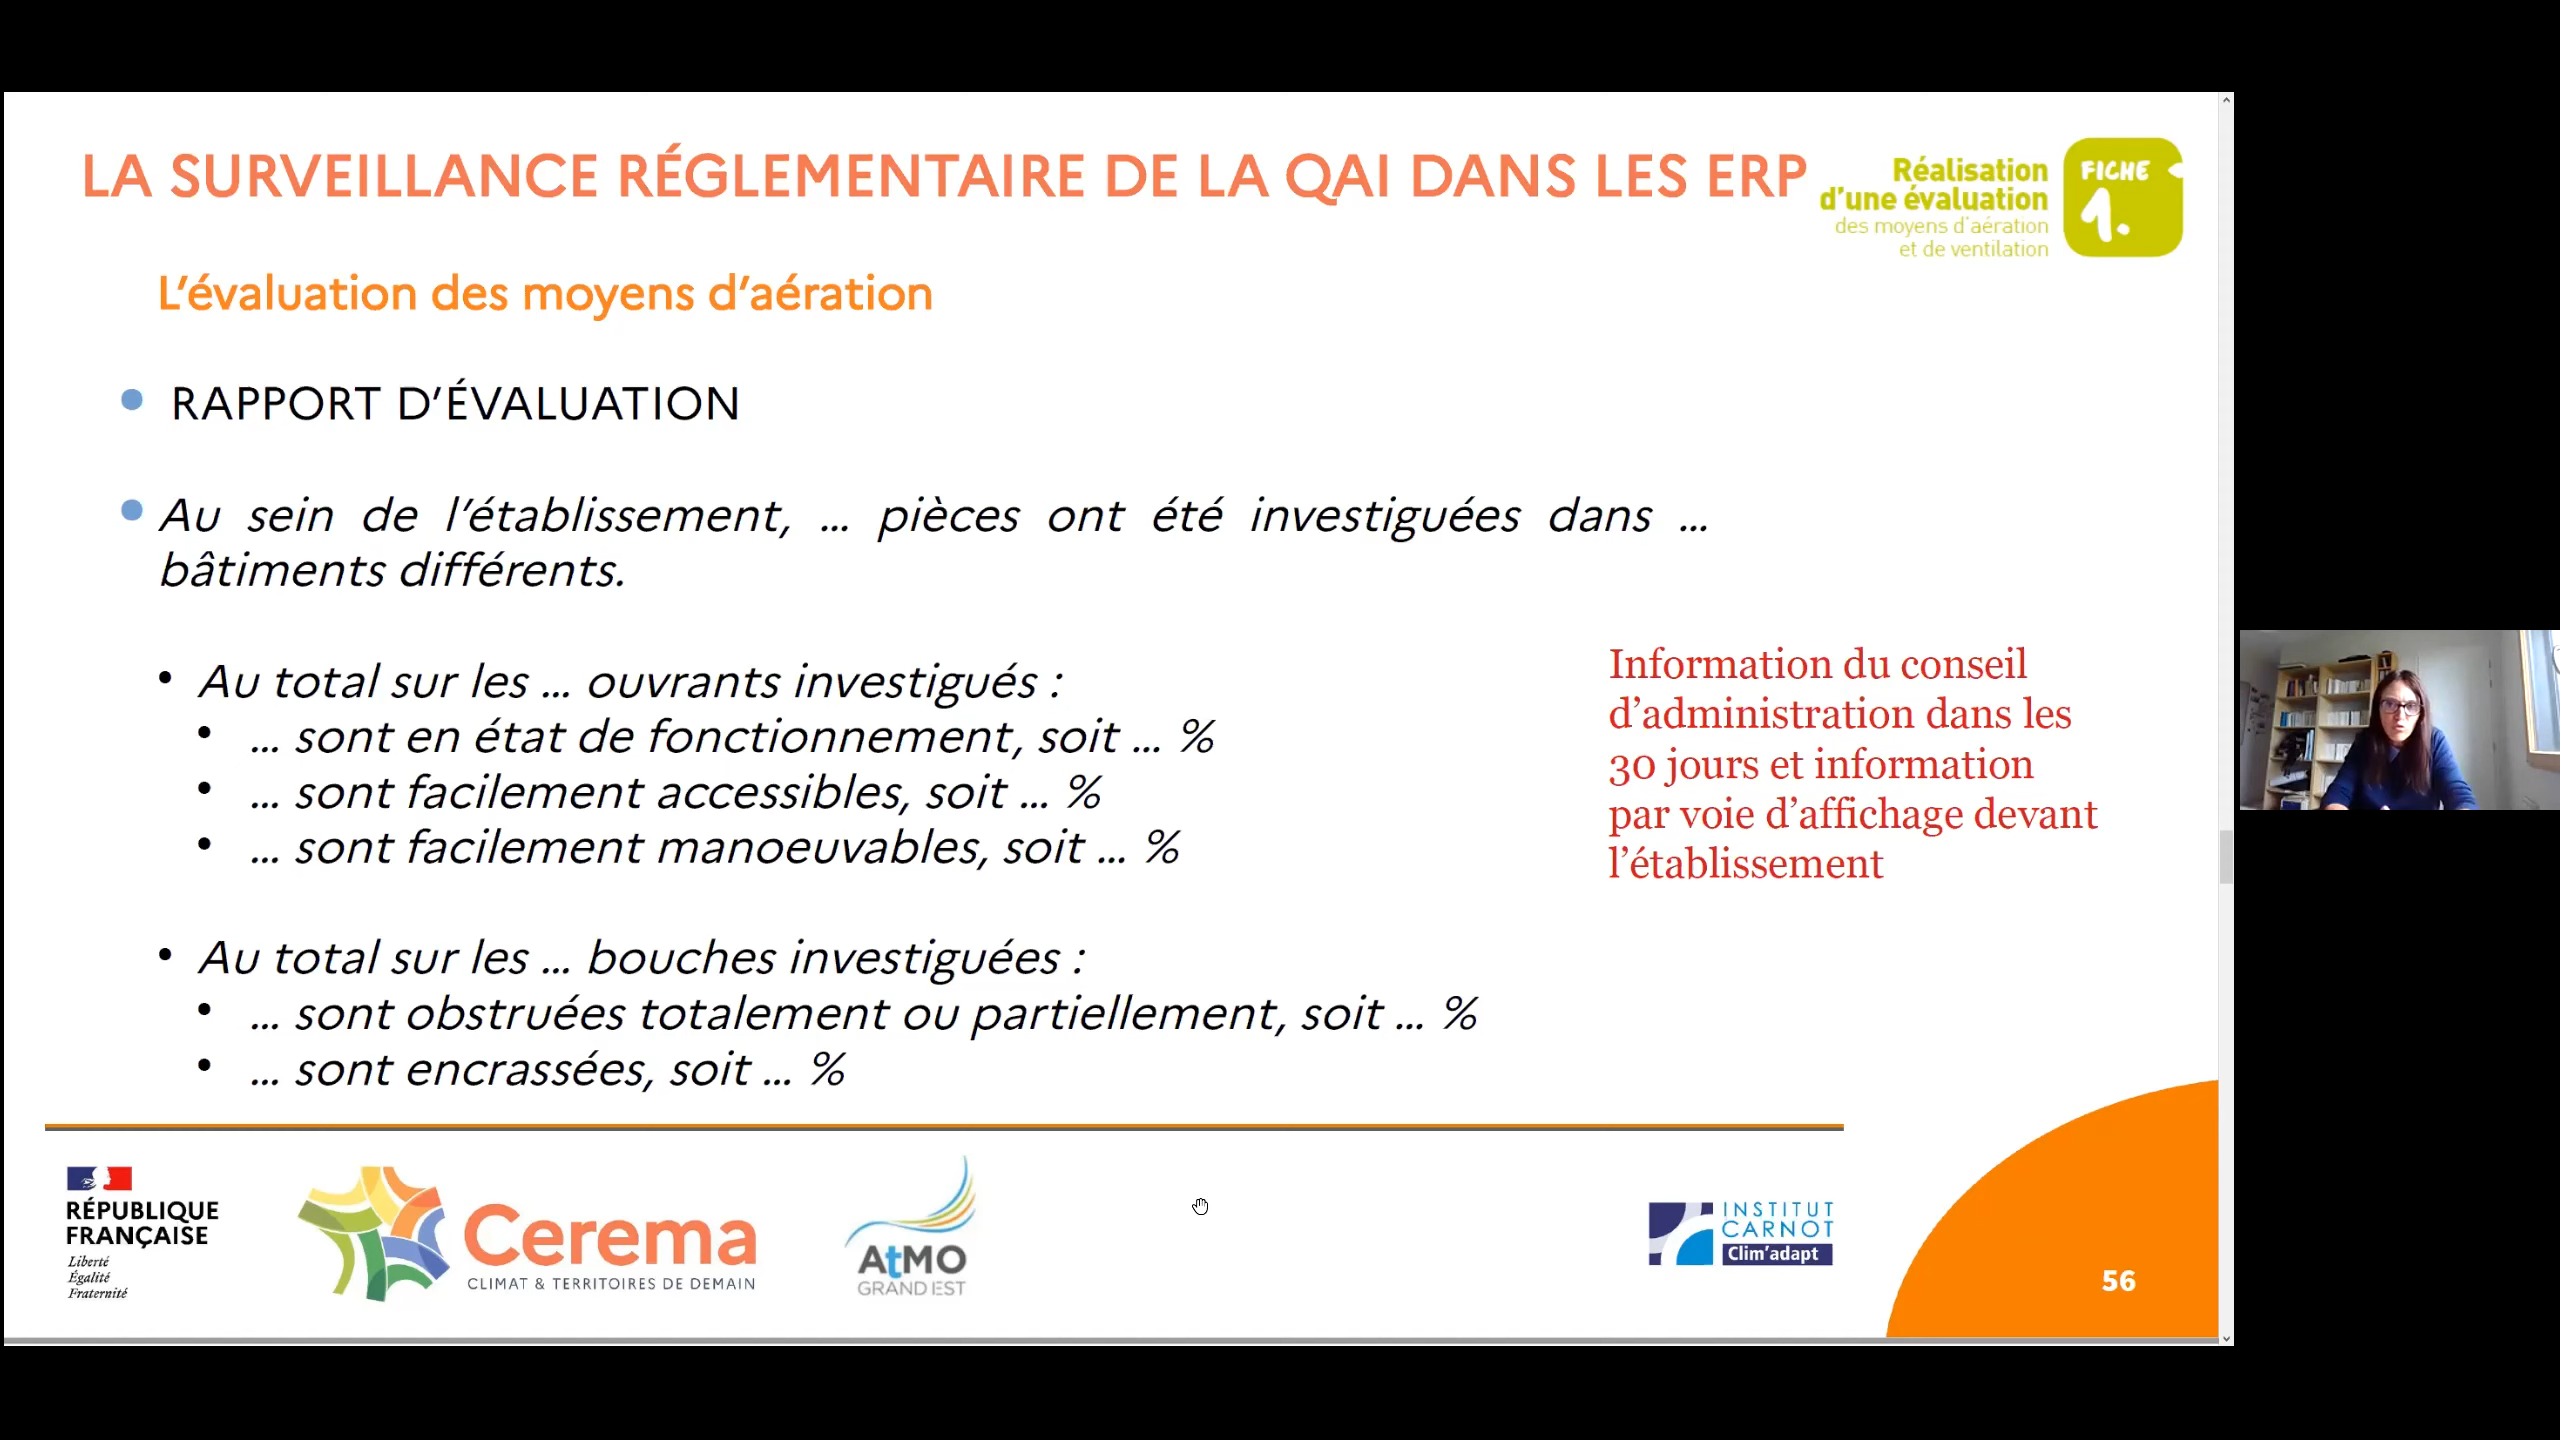 LA SURVEILLANCE RÉGLEMENTAIRE DE LA QAI DANS LES ERP
Réalisation
d'une évaluation
des moyens d'aération
et de ventilation
FICHE
1.
L'évaluation des moyens d'aération
RAPPORT D'ÉVALUATION
Au sein de l'établissement, ... pièces ont été investiguées dans ...
bâtiments différents.
Au total sur les ... ouvrants investigués :
... sont en état de fonctionnement, soit ... %
... sont facilement accessibles, soit ... %
... sont facilement manoeuvables, soit ... %
Au total sur les ... bouches investiguées :
... sont obstruées totalement ou partiellement, soit ... %
... sont encrassées, soit ... %
Information du conseil
d'administration dans les
30 jours et information
par voie d'affichage devant
l'établissement
RÉPUBLIQUE
FRANÇAISE
Liberté
Égalité
Fraternité
Cerema
CLIMAT & TERRITOIRES DE DEMAIN
AtMO
GRAND EST
INSTITUT
CARNOT
Clim'adapt
56